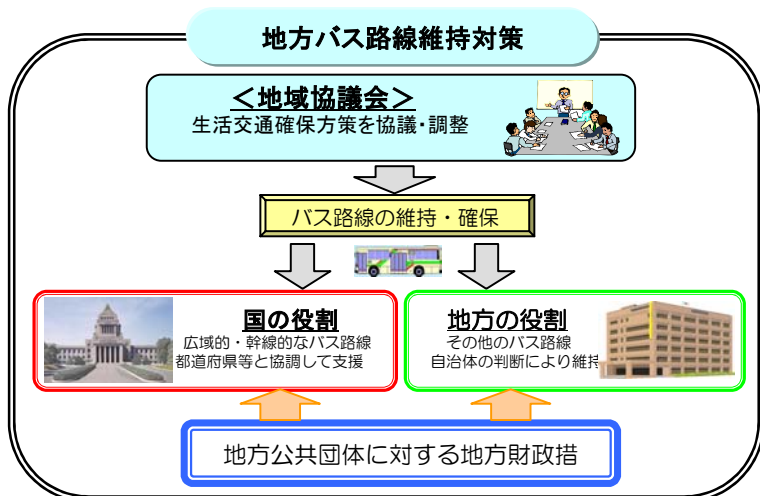 地方バス路線維持対策
＜地域協議会＞
生活交通確保方策を協議・調整
バス路線の維持・確保
国の役割
広域的・幹線的なバス路線
都道府県等と協調して支援
地方の役割
その他のバス路線
自治体の判断により維持
地方公共団体に対する地方財政措